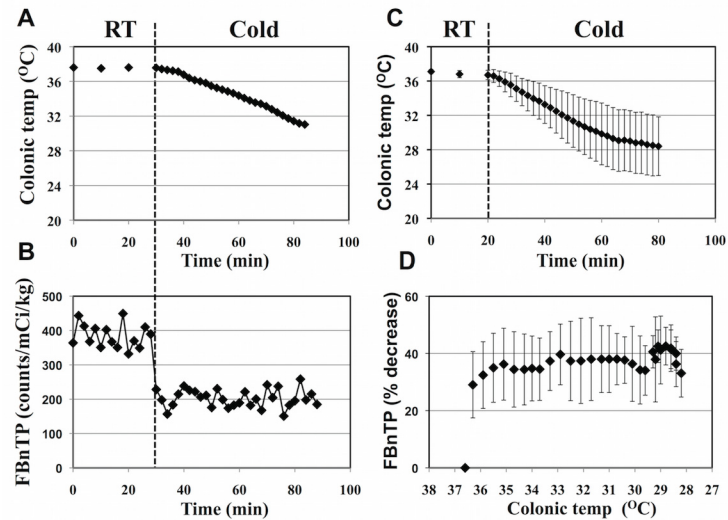 A
RT Cold
Colonic temp (°C)
40
36
32
28
24
20
0 20 40 60 80 100
Time (min)
B
FBnTP (counts/mCi/kg)
500
400
300
200
100
0
0 20 40 60 80 100
Time (min)
C
RT Cold
Colonic temp (°C)
40
36
32
28
24
20
0 20 40 60 80 100
Time (min)
D
FBnTP (% decrease)
60
40
20
0
38 37 36 35 34 33 32 31 30 29 28 27
Colonic temp (°C)